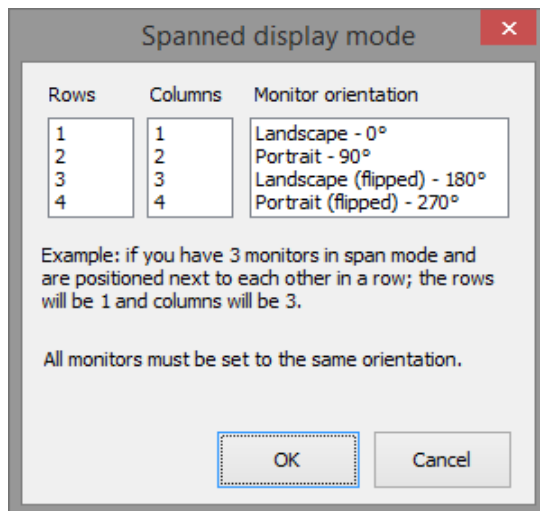 Spanned display mode
Rows Columns Monitor orientation
1 1 Landscape - 0°
2 2 Portrait - 90°
3 3 Landscape (flipped) - 180°
4 4 Portrait (flipped) - 270°
Example: if you have 3 monitors in span mode and
are positioned next to each other in a row; the rows
will be 1 and columns will be 3.
All monitors must be set to the same orientation.
OK Cancel